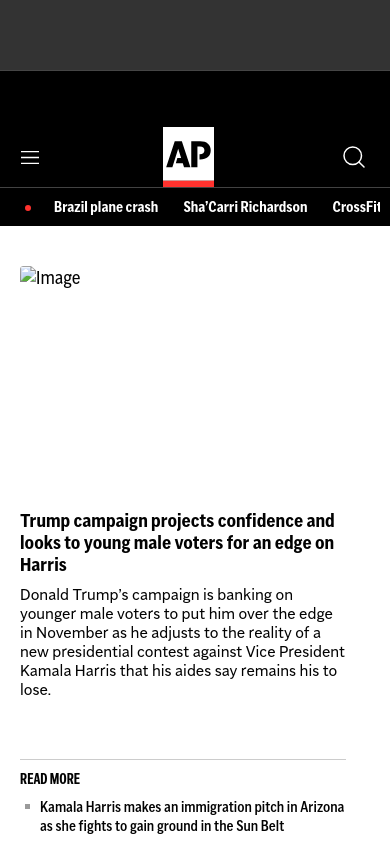 AP
Brazil plane crash Sha'Carri Richardson CrossFit
Image
Trump campaign projects confidence and
looks to young male voters for an edge on
Harris
Donald Trump's campaign is banking on
younger male voters to put him over the edge
in November as he adjusts to the reality of a
new presidential contest against Vice President
Kamala Harris that his aides say remains his to
lose.
READ MORE
Kamala Harris makes an immigration pitch in Arizona
as she fights to gain ground in the Sun Belt